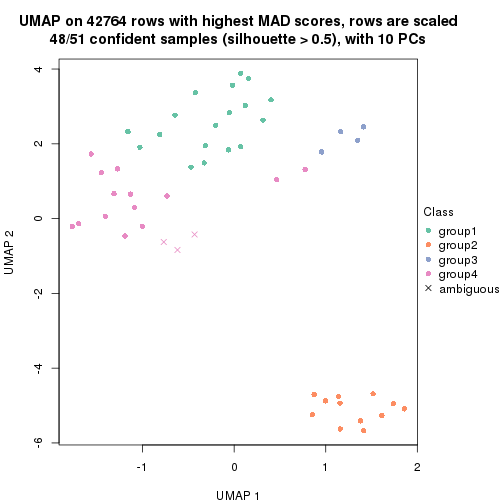 UMAP on 42764 rows with highest MAD scores, rows are scaled
48/51 confident samples (silhouette > 0.5), with 10 PCs
4
2
0
-2
-4
-6
UMAP 2
-1
0
1
2
UMAP 1
Class
group1
group2
group3
group4
ambiguous